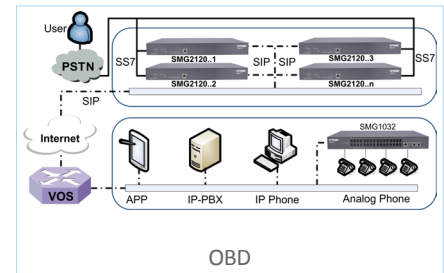 User
PSTN
SS7
SMG2120..1
SIP
SIP
SMG2120..3
SS7
SMG2120..2
SMG2120..n
SIP
Internet
VOS
SMG1032
APP
IP-PBX
IP Phone
Analog Phone
OBD